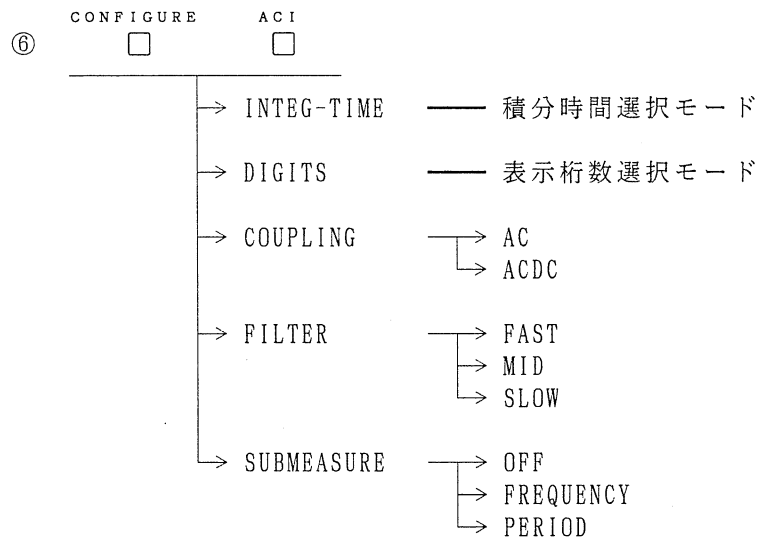 CONFIGURE ACI
⑥
INTEG-TIME 積分時間選択モード
DIGITS 表示桁数選択モード
COUPLING AC
ACDC
FILTER FAST
MID
SLOW
SUBMEASURE OFF
FREQUENCY
PERIOD